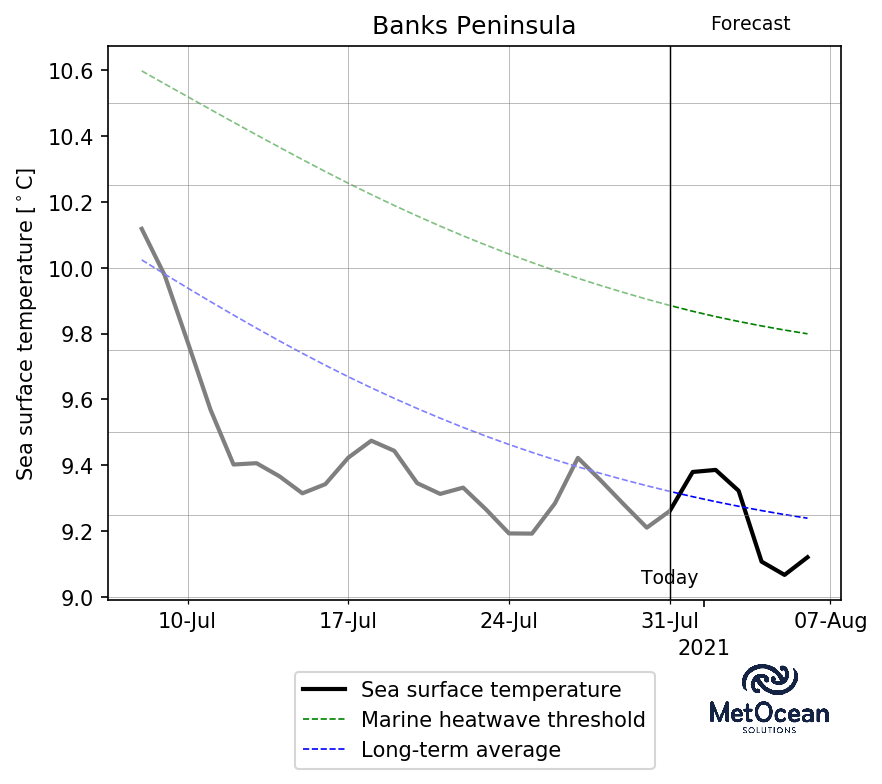 Banks Peninsula
Forecast
Sea surface temperature [°C]
10.6
10.4
10.2
10.0
9.8
9.6
9.4
9.2
9.0
Today
10-Jul 17-Jul 24-Jul 31-Jul 07-Aug
2021
Sea surface temperature
Marine heatwave threshold
Long-term average
MetOcean
SOLUTIONS